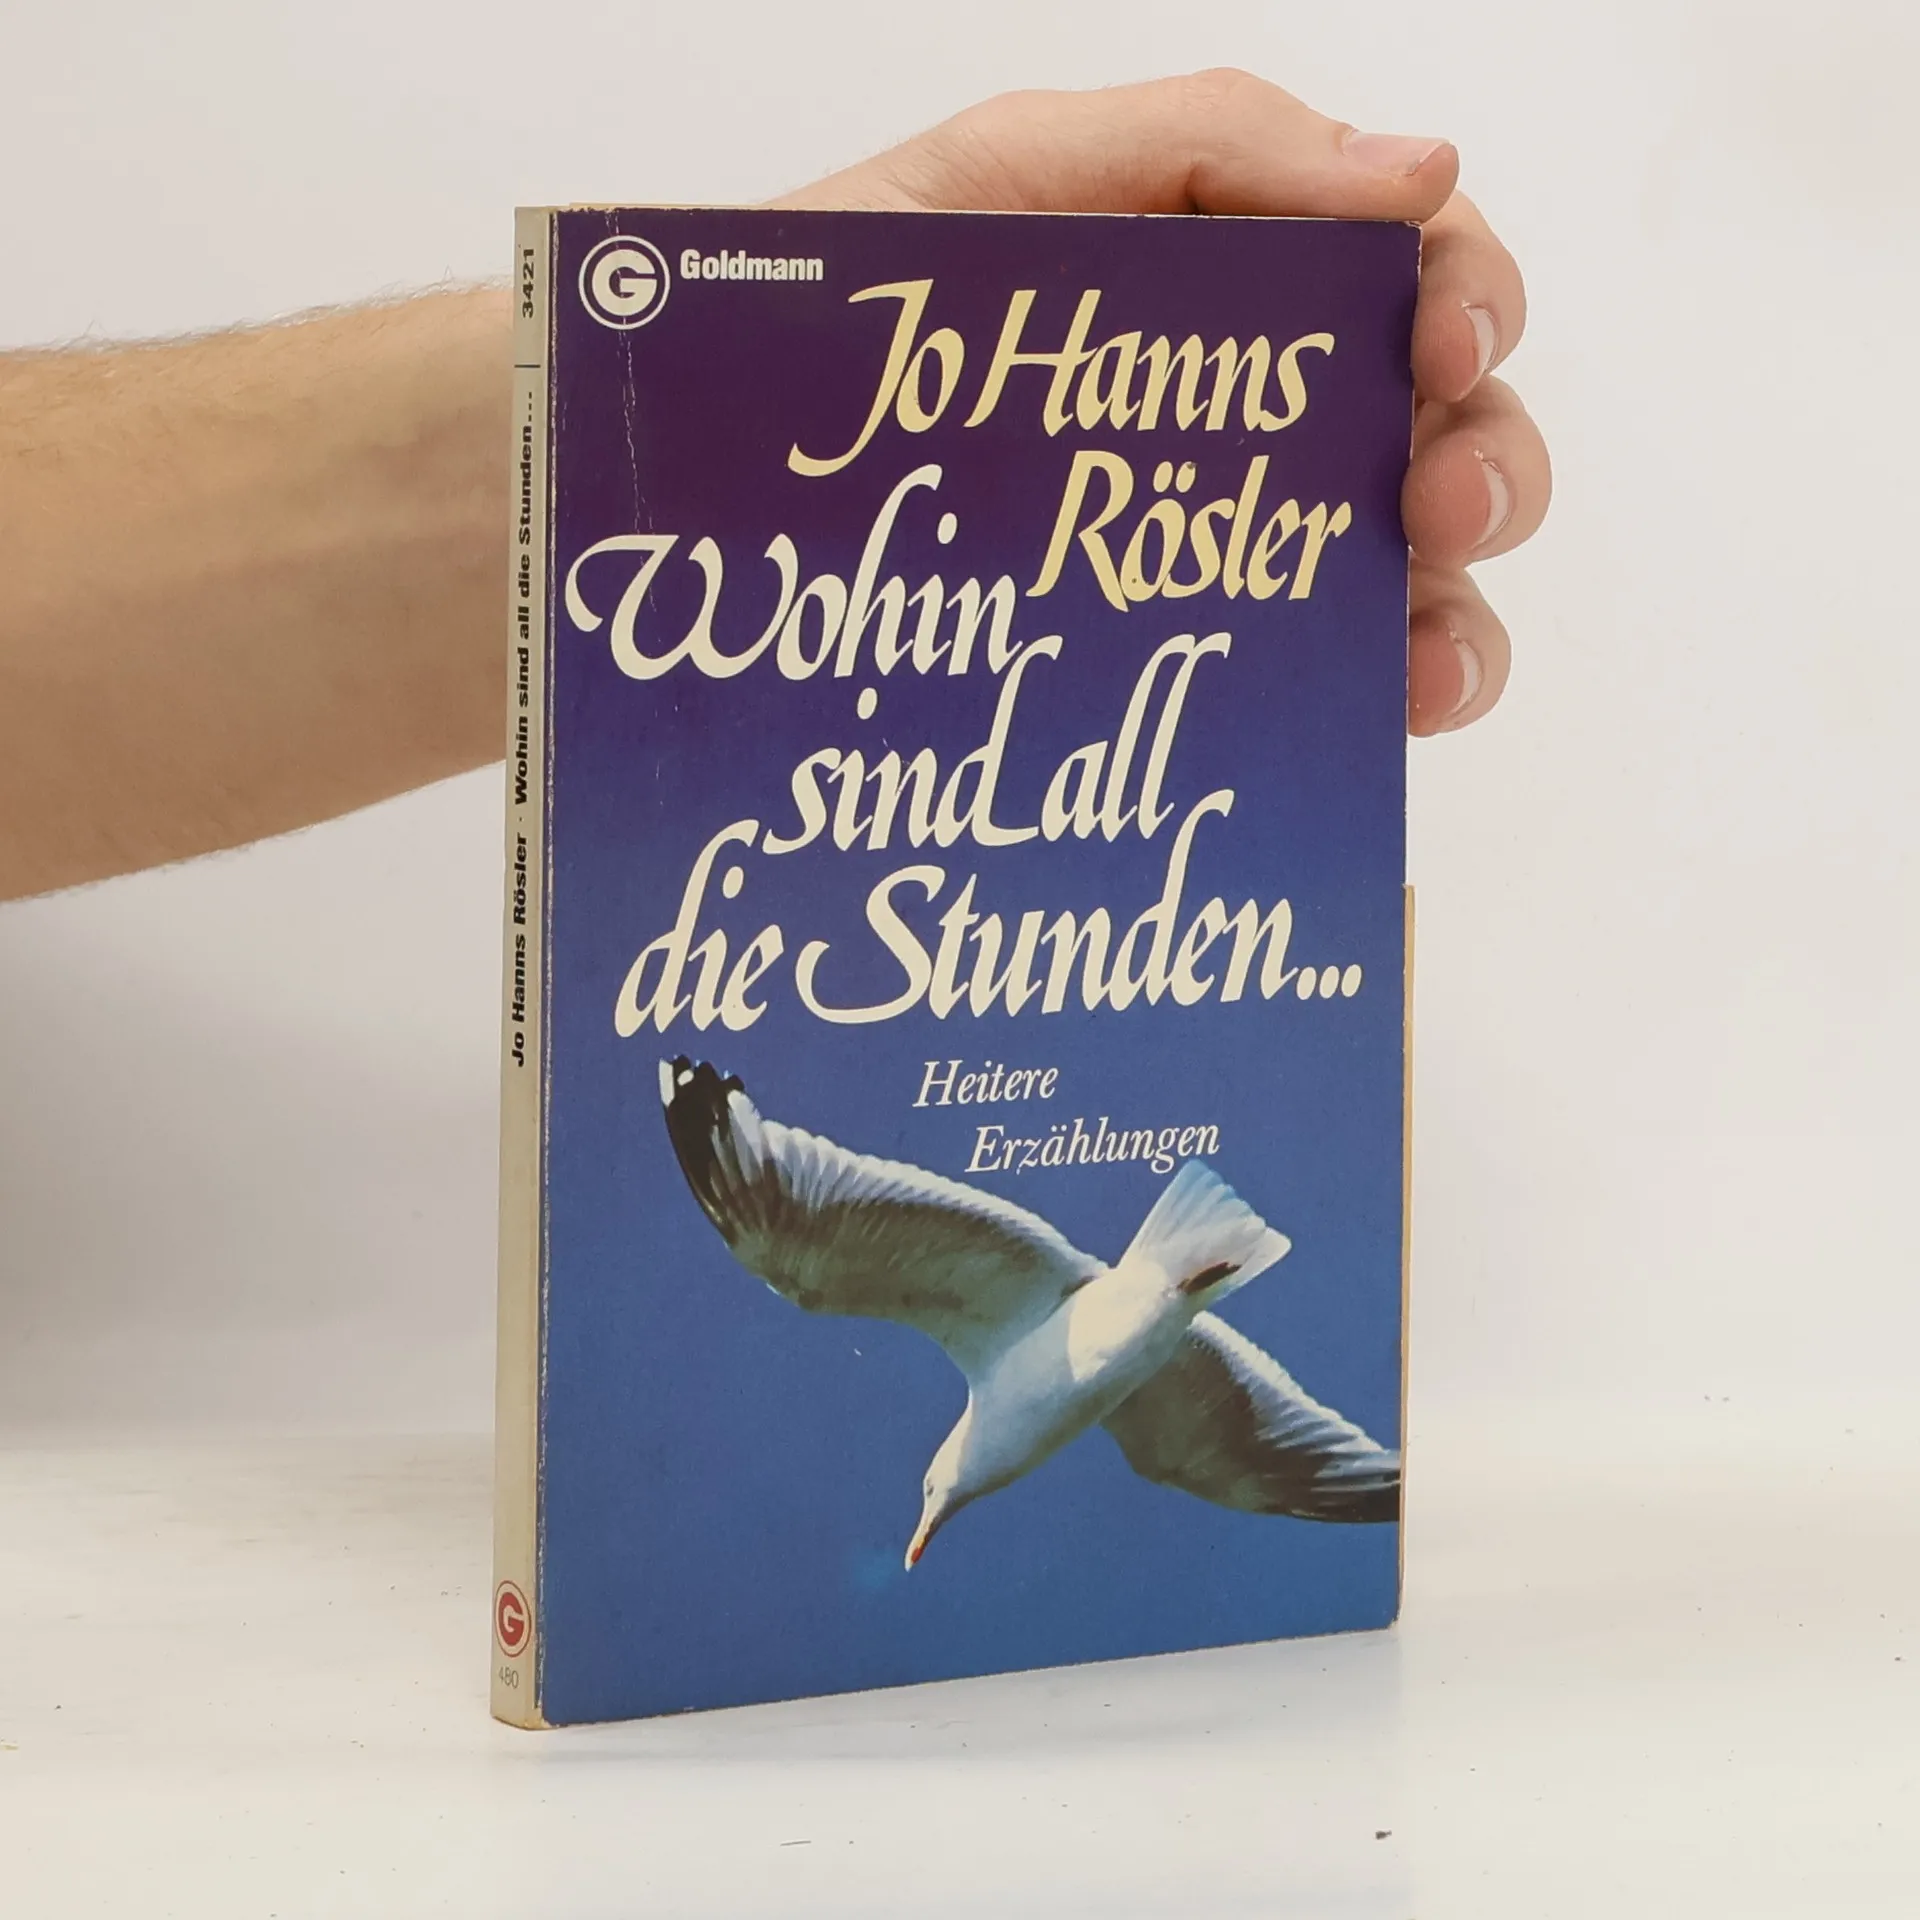 G Goldmann
Jo Hanns
Rösler
Wohin
sind all
die Stunden...
Heitere
Erzählungen
Jo Hanns Rösler · Wohin sind all die Stunden... | 3421
G
480